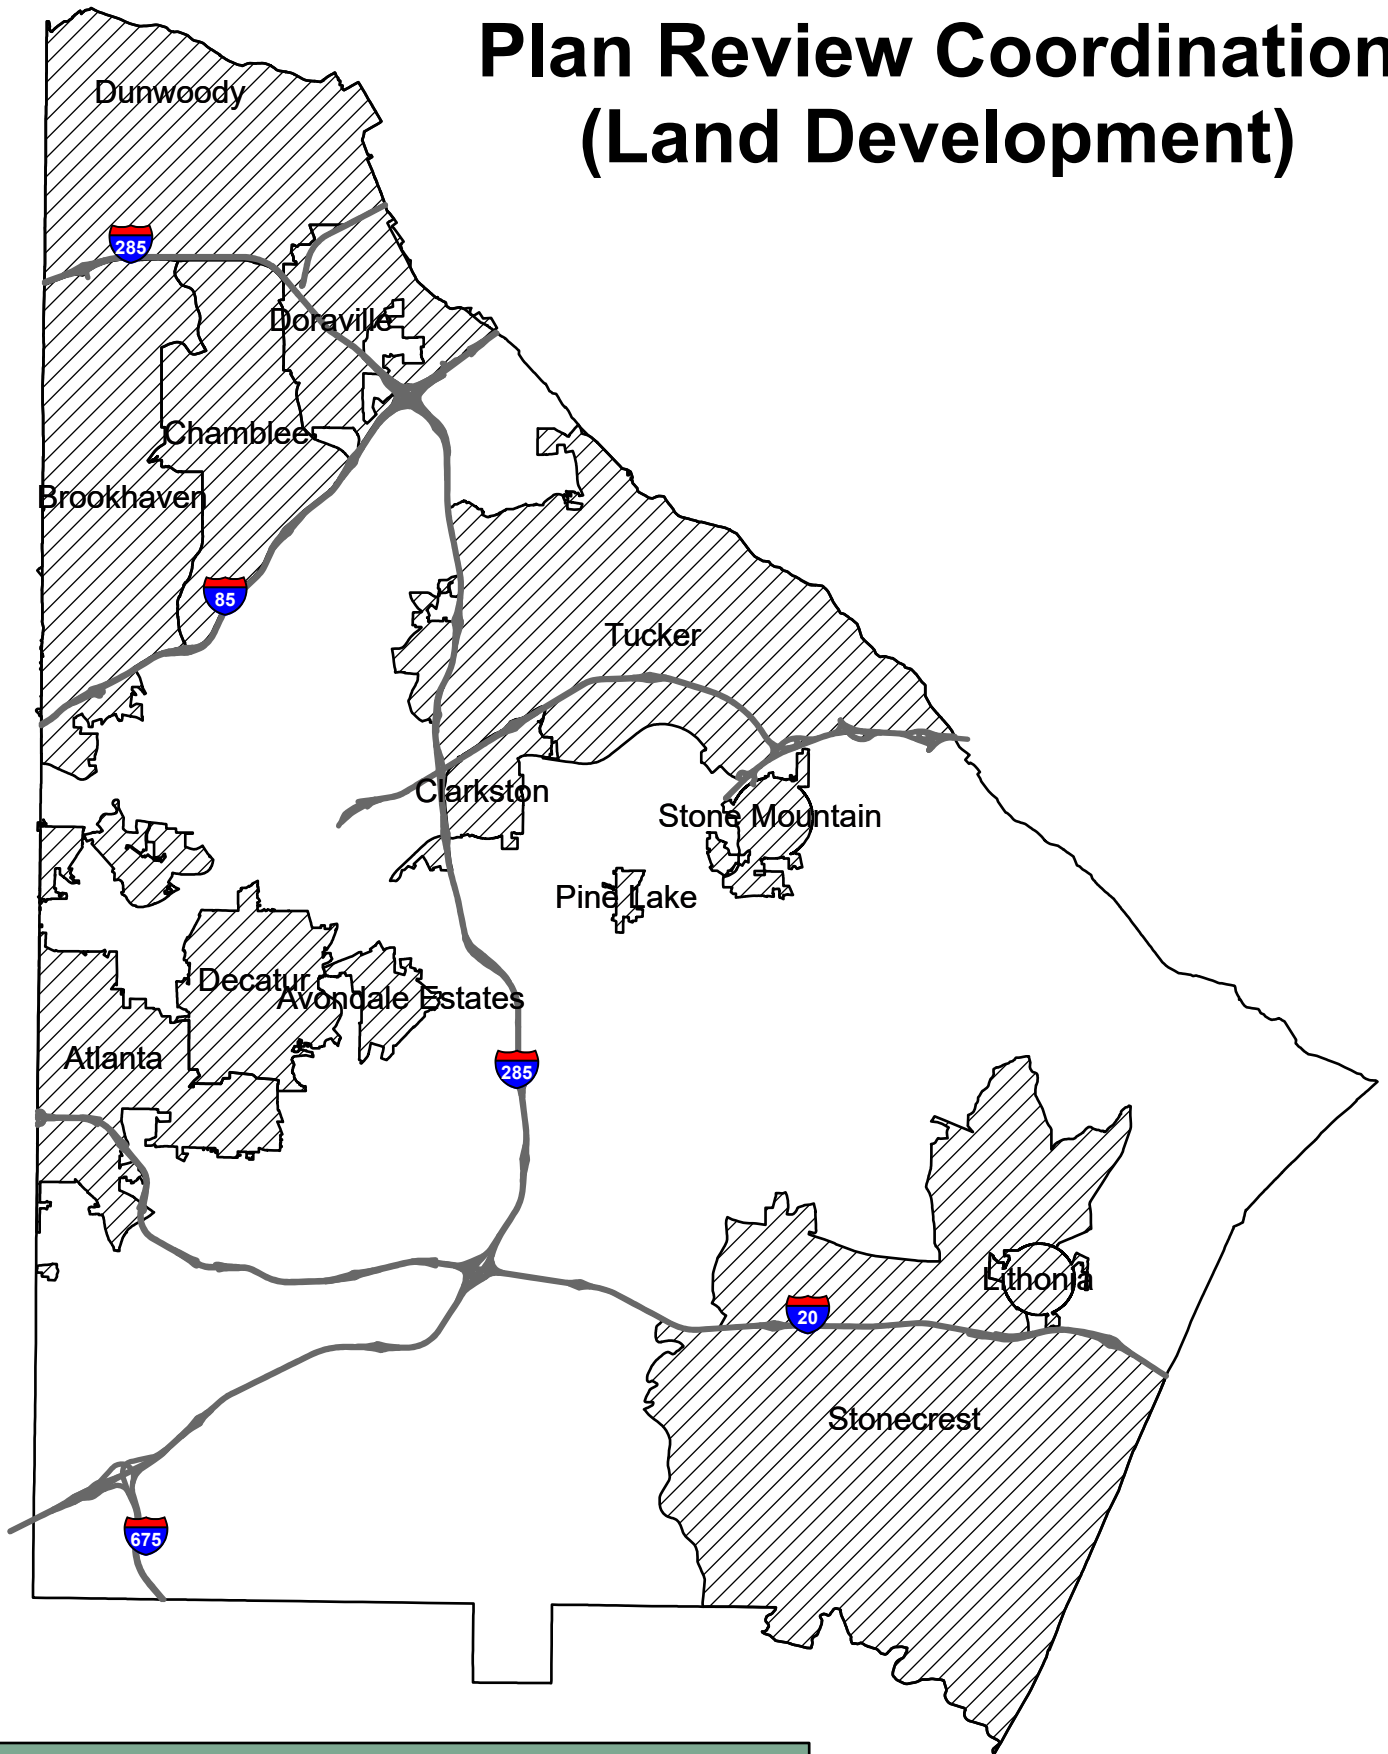 Plan Review Coordination
(Land Development)
Dunwoody
285
Doraville
Chamblee
Brookhaven
85
Tucker
Clarkston
Stone Mountain
Pine Lake
Decatur
Avondale Estates
Atlanta
285
Lithonia
20
Stonecrest
675